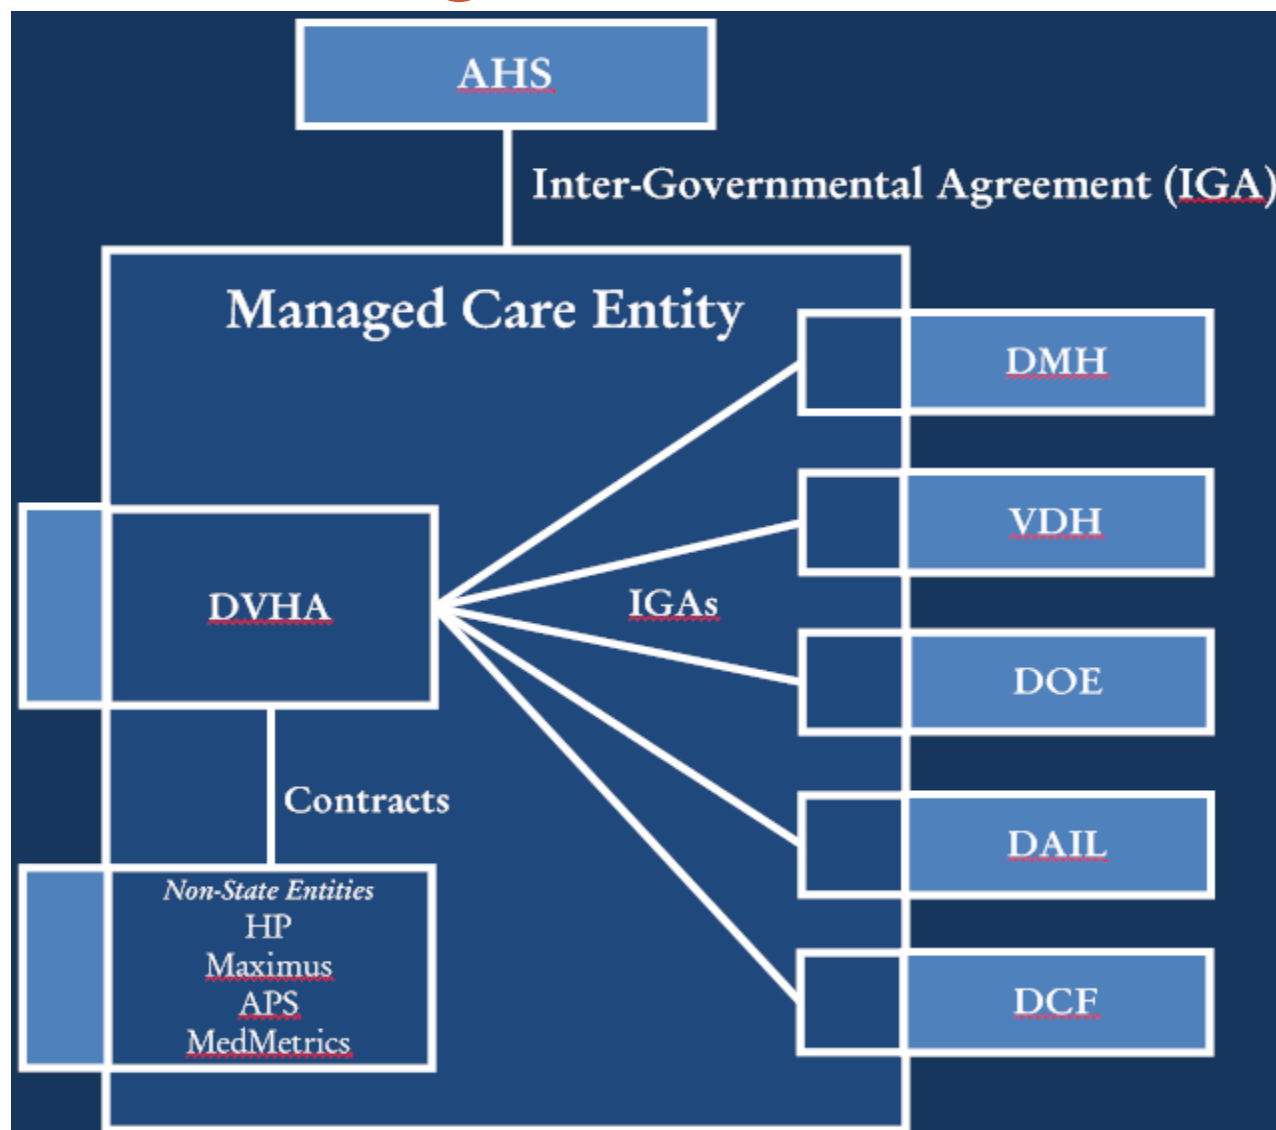 AHS
Inter-Governmental Agreement (IGA)
Managed Care Entity
DMH
VDH
DVHA
IGAs
DOE
Contracts
DAIL
Non-State Entities
HP
Maximus
APS
MedMetrics
DCF